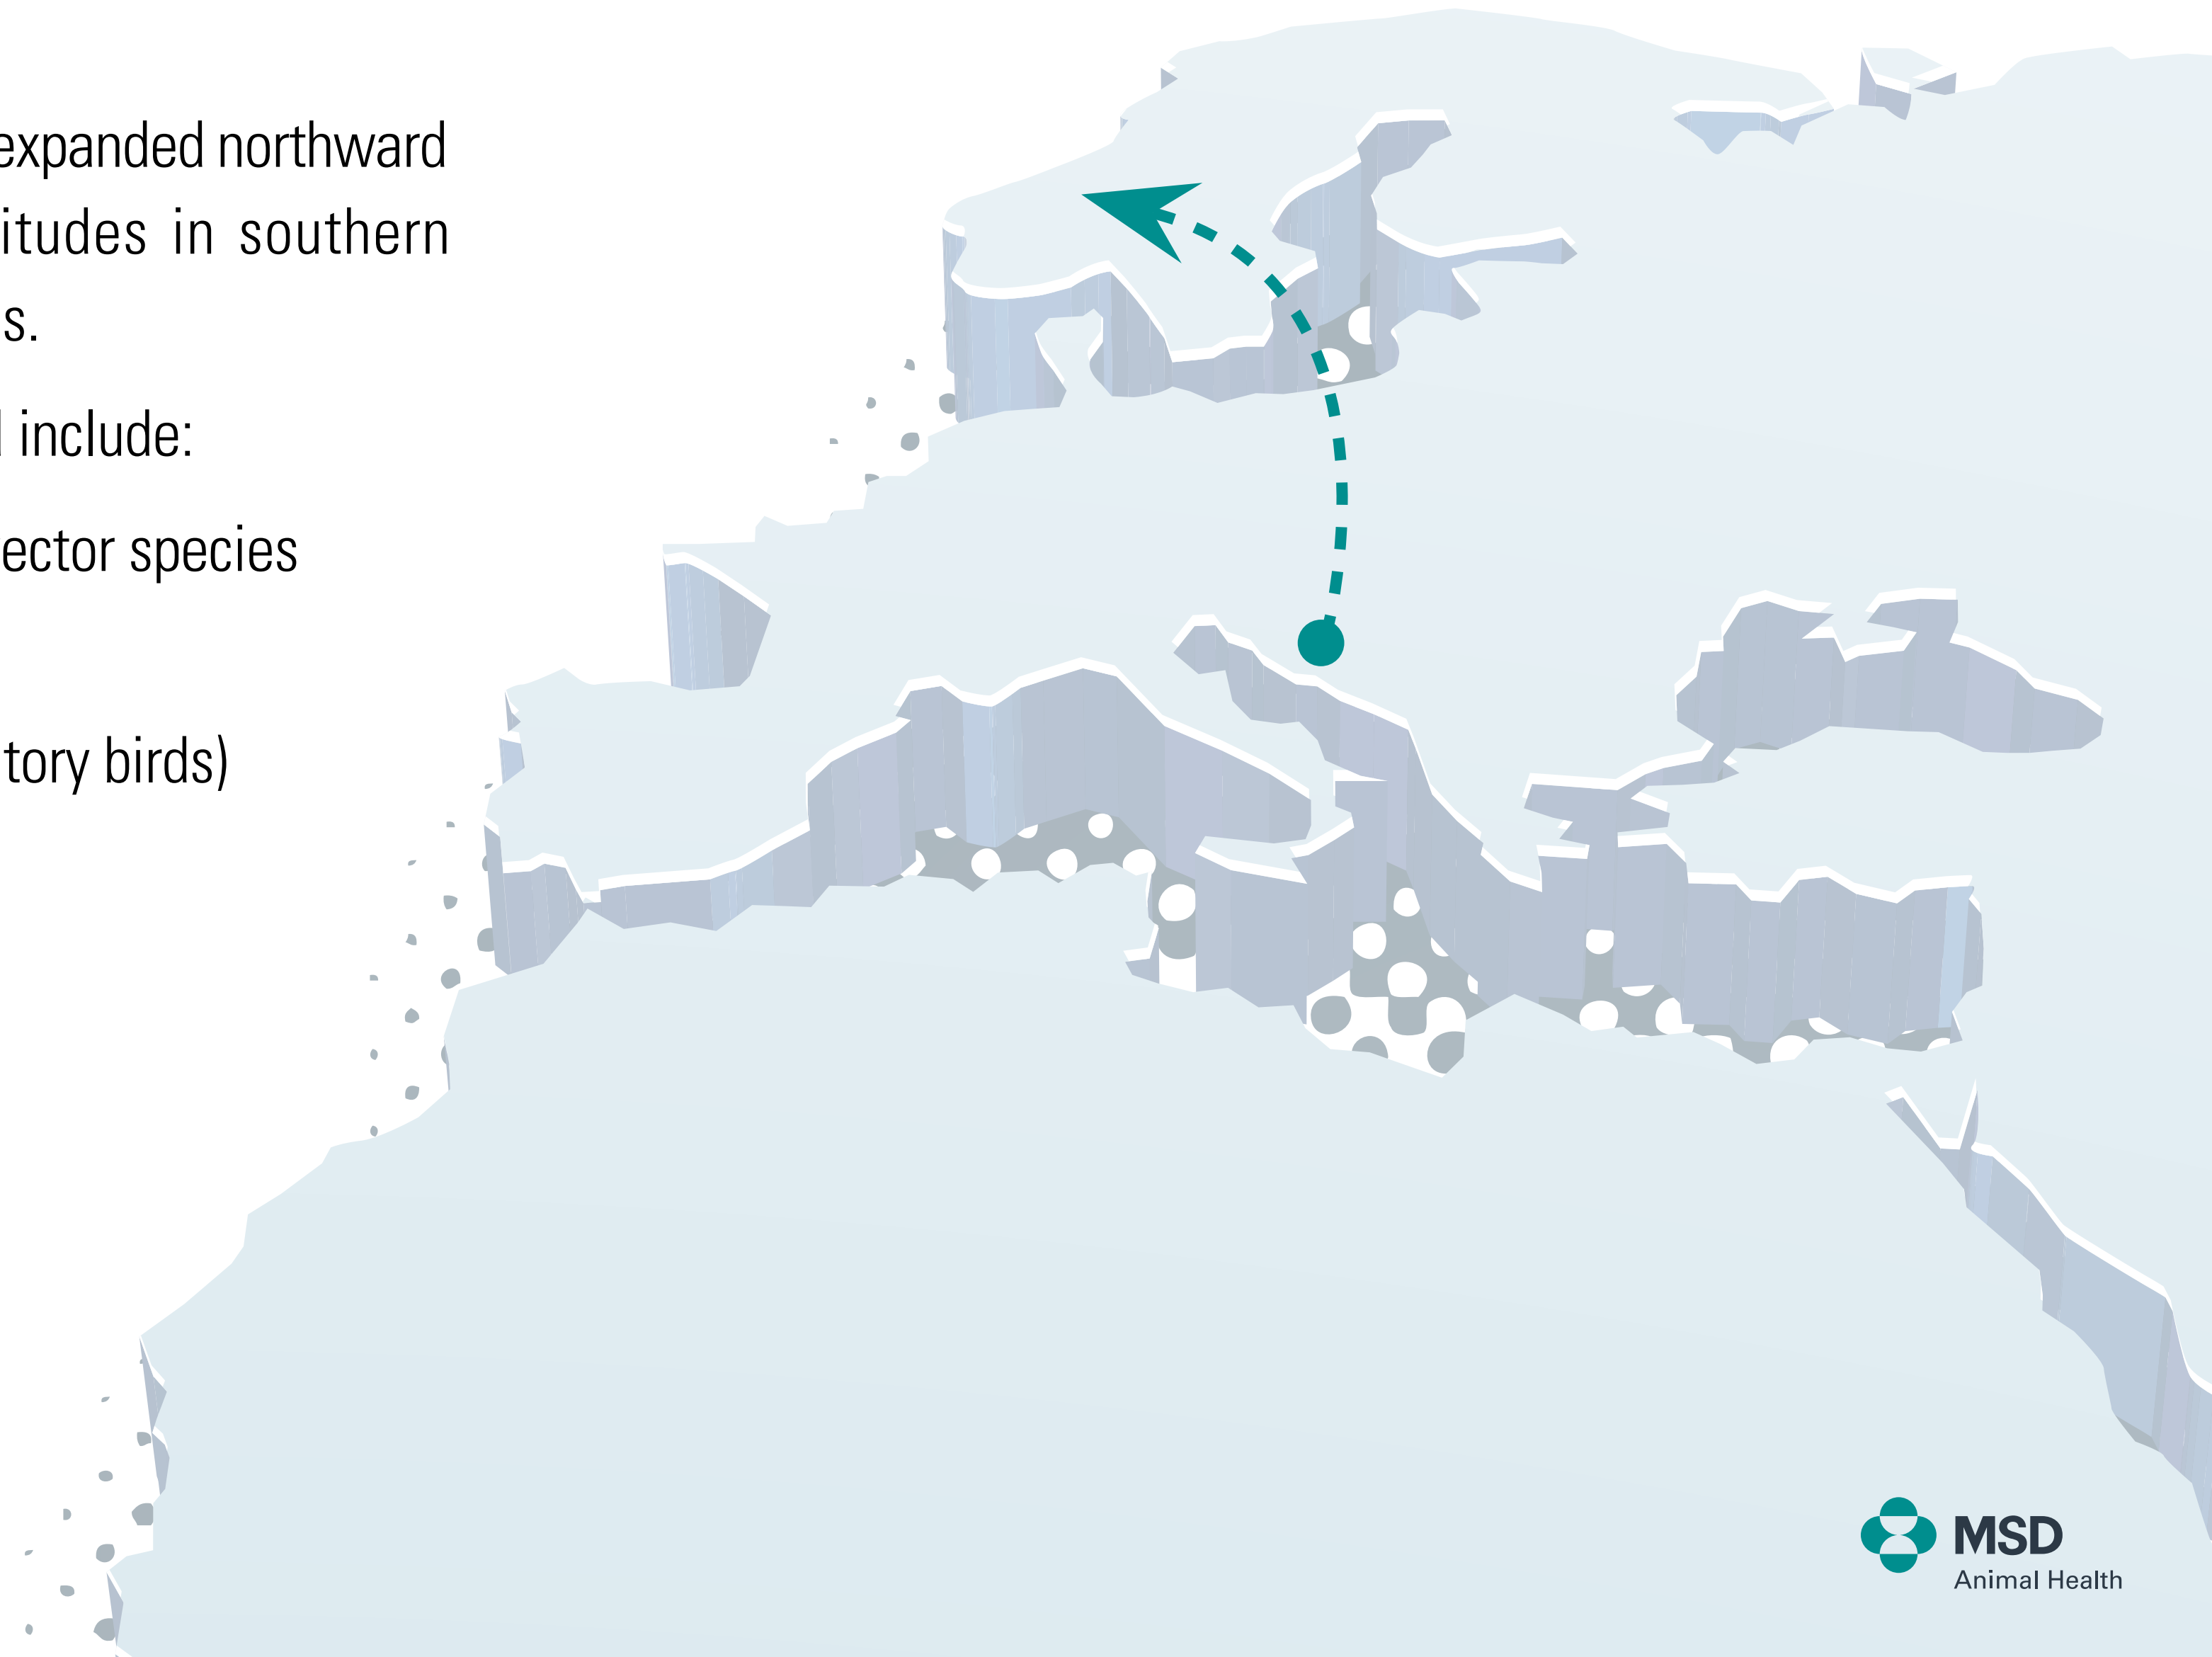 expanded northward
itudes in southern
s.
l include:
ector species
tory birds)
MSD
Animal Health